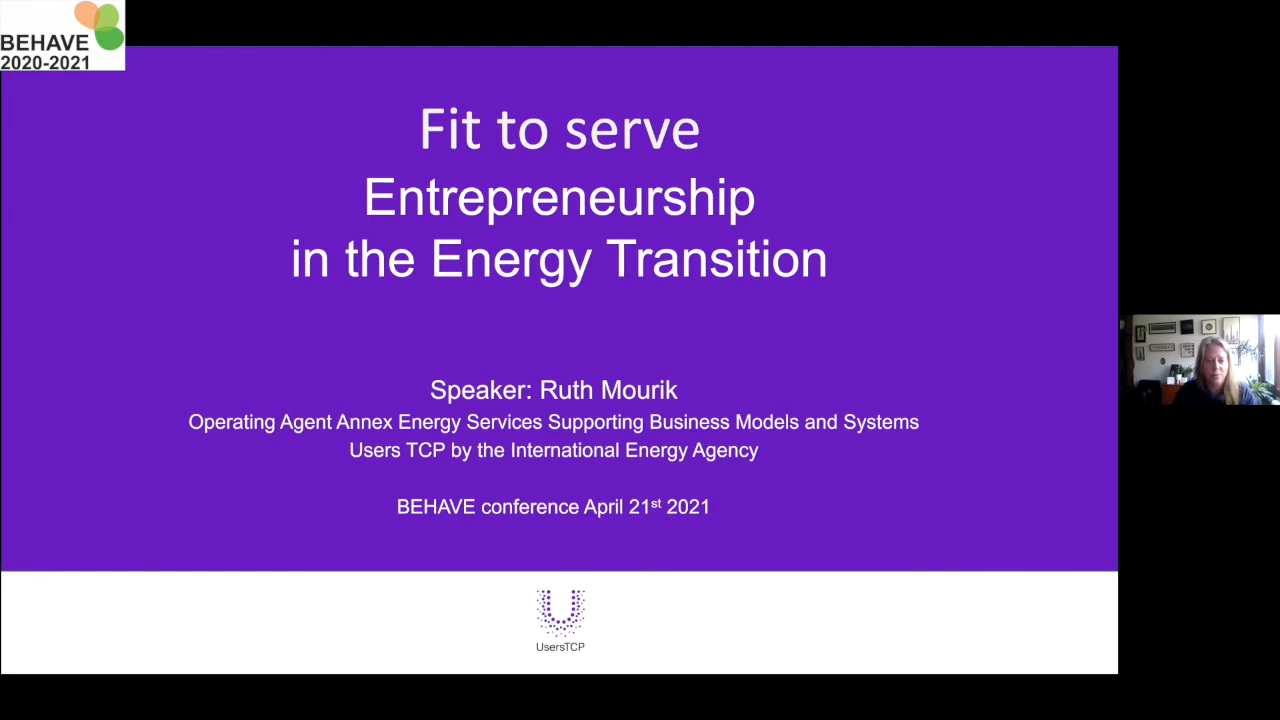 BEHAVE
2020-2021
Fit to serve
Entrepreneurship
in the Energy Transition
Speaker: Ruth Mourik
Operating Agent Annex Energy Services Supporting Business Models and Systems
Users TCP by the International Energy Agency
BEHAVE conference April 21st 2021
UsersTCP